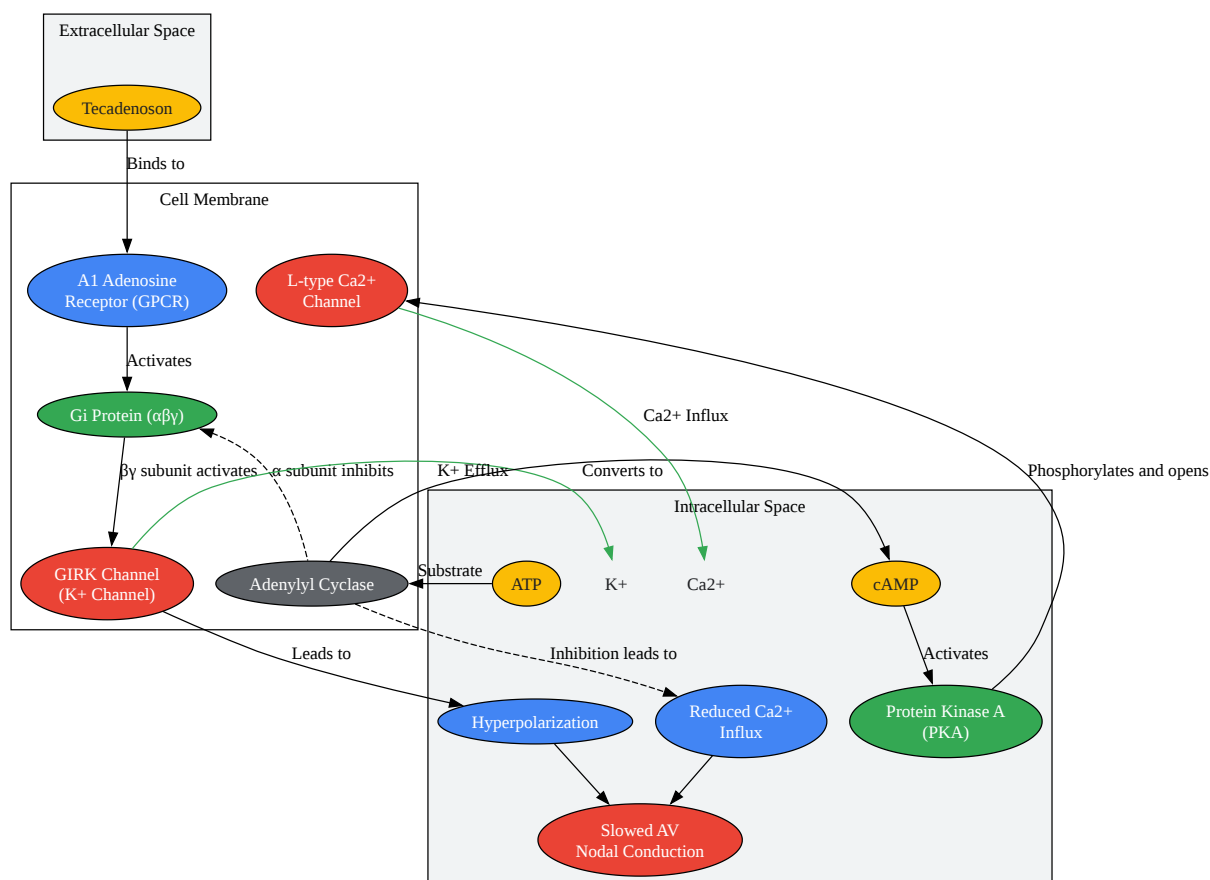 Extracellular Space
Tecadenoson
Binds to
Cell Membrane
A1 Adenosine
Receptor (GPCR)
L-type Ca2+
Channel
Activates
Gi Protein (αβγ)
Ca2+ Influx
βγ subunit activates
α subunit inhibits
K+ Efflux
Converts to
Phosphorylates and opens
Intracellular Space
GIRK Channel
(K+ Channel)
Adenylyl Cyclase
Substrate
ATP
K+
Ca2+
cAMP
Leads to
Inhibition leads to
Activates
Hyperpolarization
Reduced Ca2+
Influx
Protein Kinase A
(PKA)
Slowed AV
Nodal Conduction